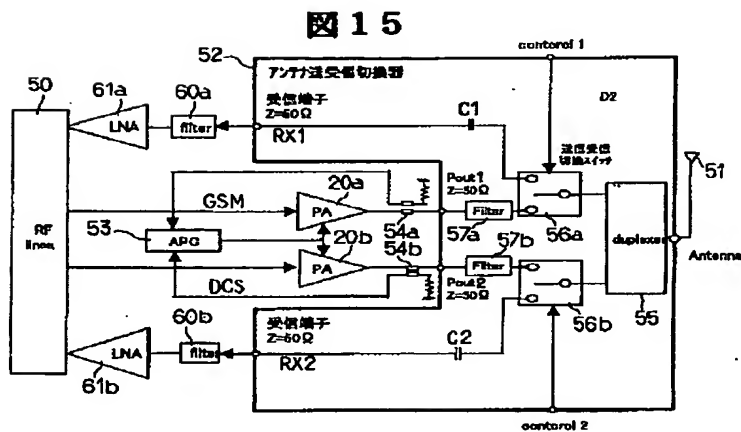 図15
contorol 1
52
アンテナ送受信切換器
D2
50
61a
60a
受信端子
Z=50Ω
RX1
C1
LNA
filter
送信受信
切換スイッチ
51
Pout1
Z=50Ω
GSM
20a
PA
Filter
54a
57a
56a
RF
linea
53
APC
20b
54b
57b
duplexer
Antenne
PA
Filter
DCS
Pout2
Z=50Ω
56b
55
60b
受信端子
Z=50Ω
C2
LNA
filter
RX2
61b
contorol 2